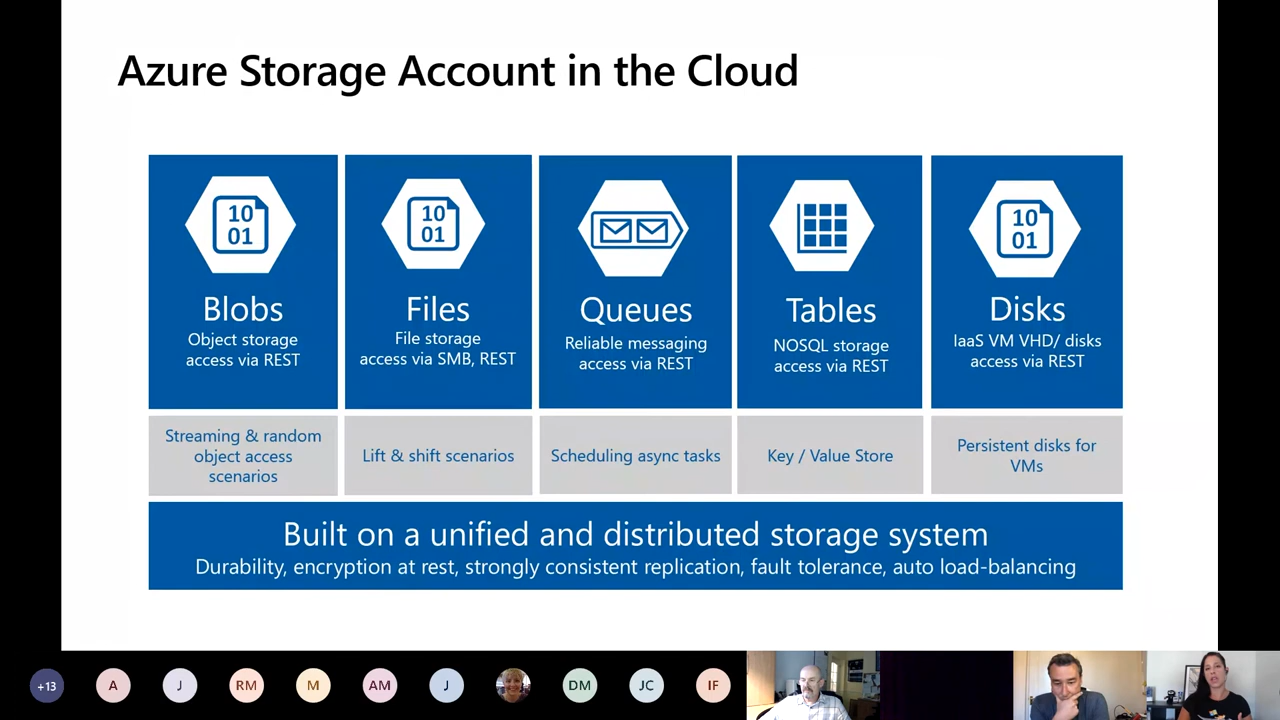 Azure Storage Account in the Cloud
10
01
Blobs
Object storage
access via REST
Streaming & random
object access
scenarios
10
01
Files
File storage
access via SMB, REST
Lift & shift scenarios
Queues
Reliable messaging
access via REST
Scheduling async tasks
Tables
NOSQL storage
access via REST
Key / Value Store
10
01
Disks
IaaS VM VHD/ disks
access via REST
Persistent disks for
VMs
Built on a unified and distributed storage system
Durability, encryption at rest, strongly consistent replication, fault tolerance, auto load-balancing
+13
A
J
RM
M
AM
J
DM
JC
IF